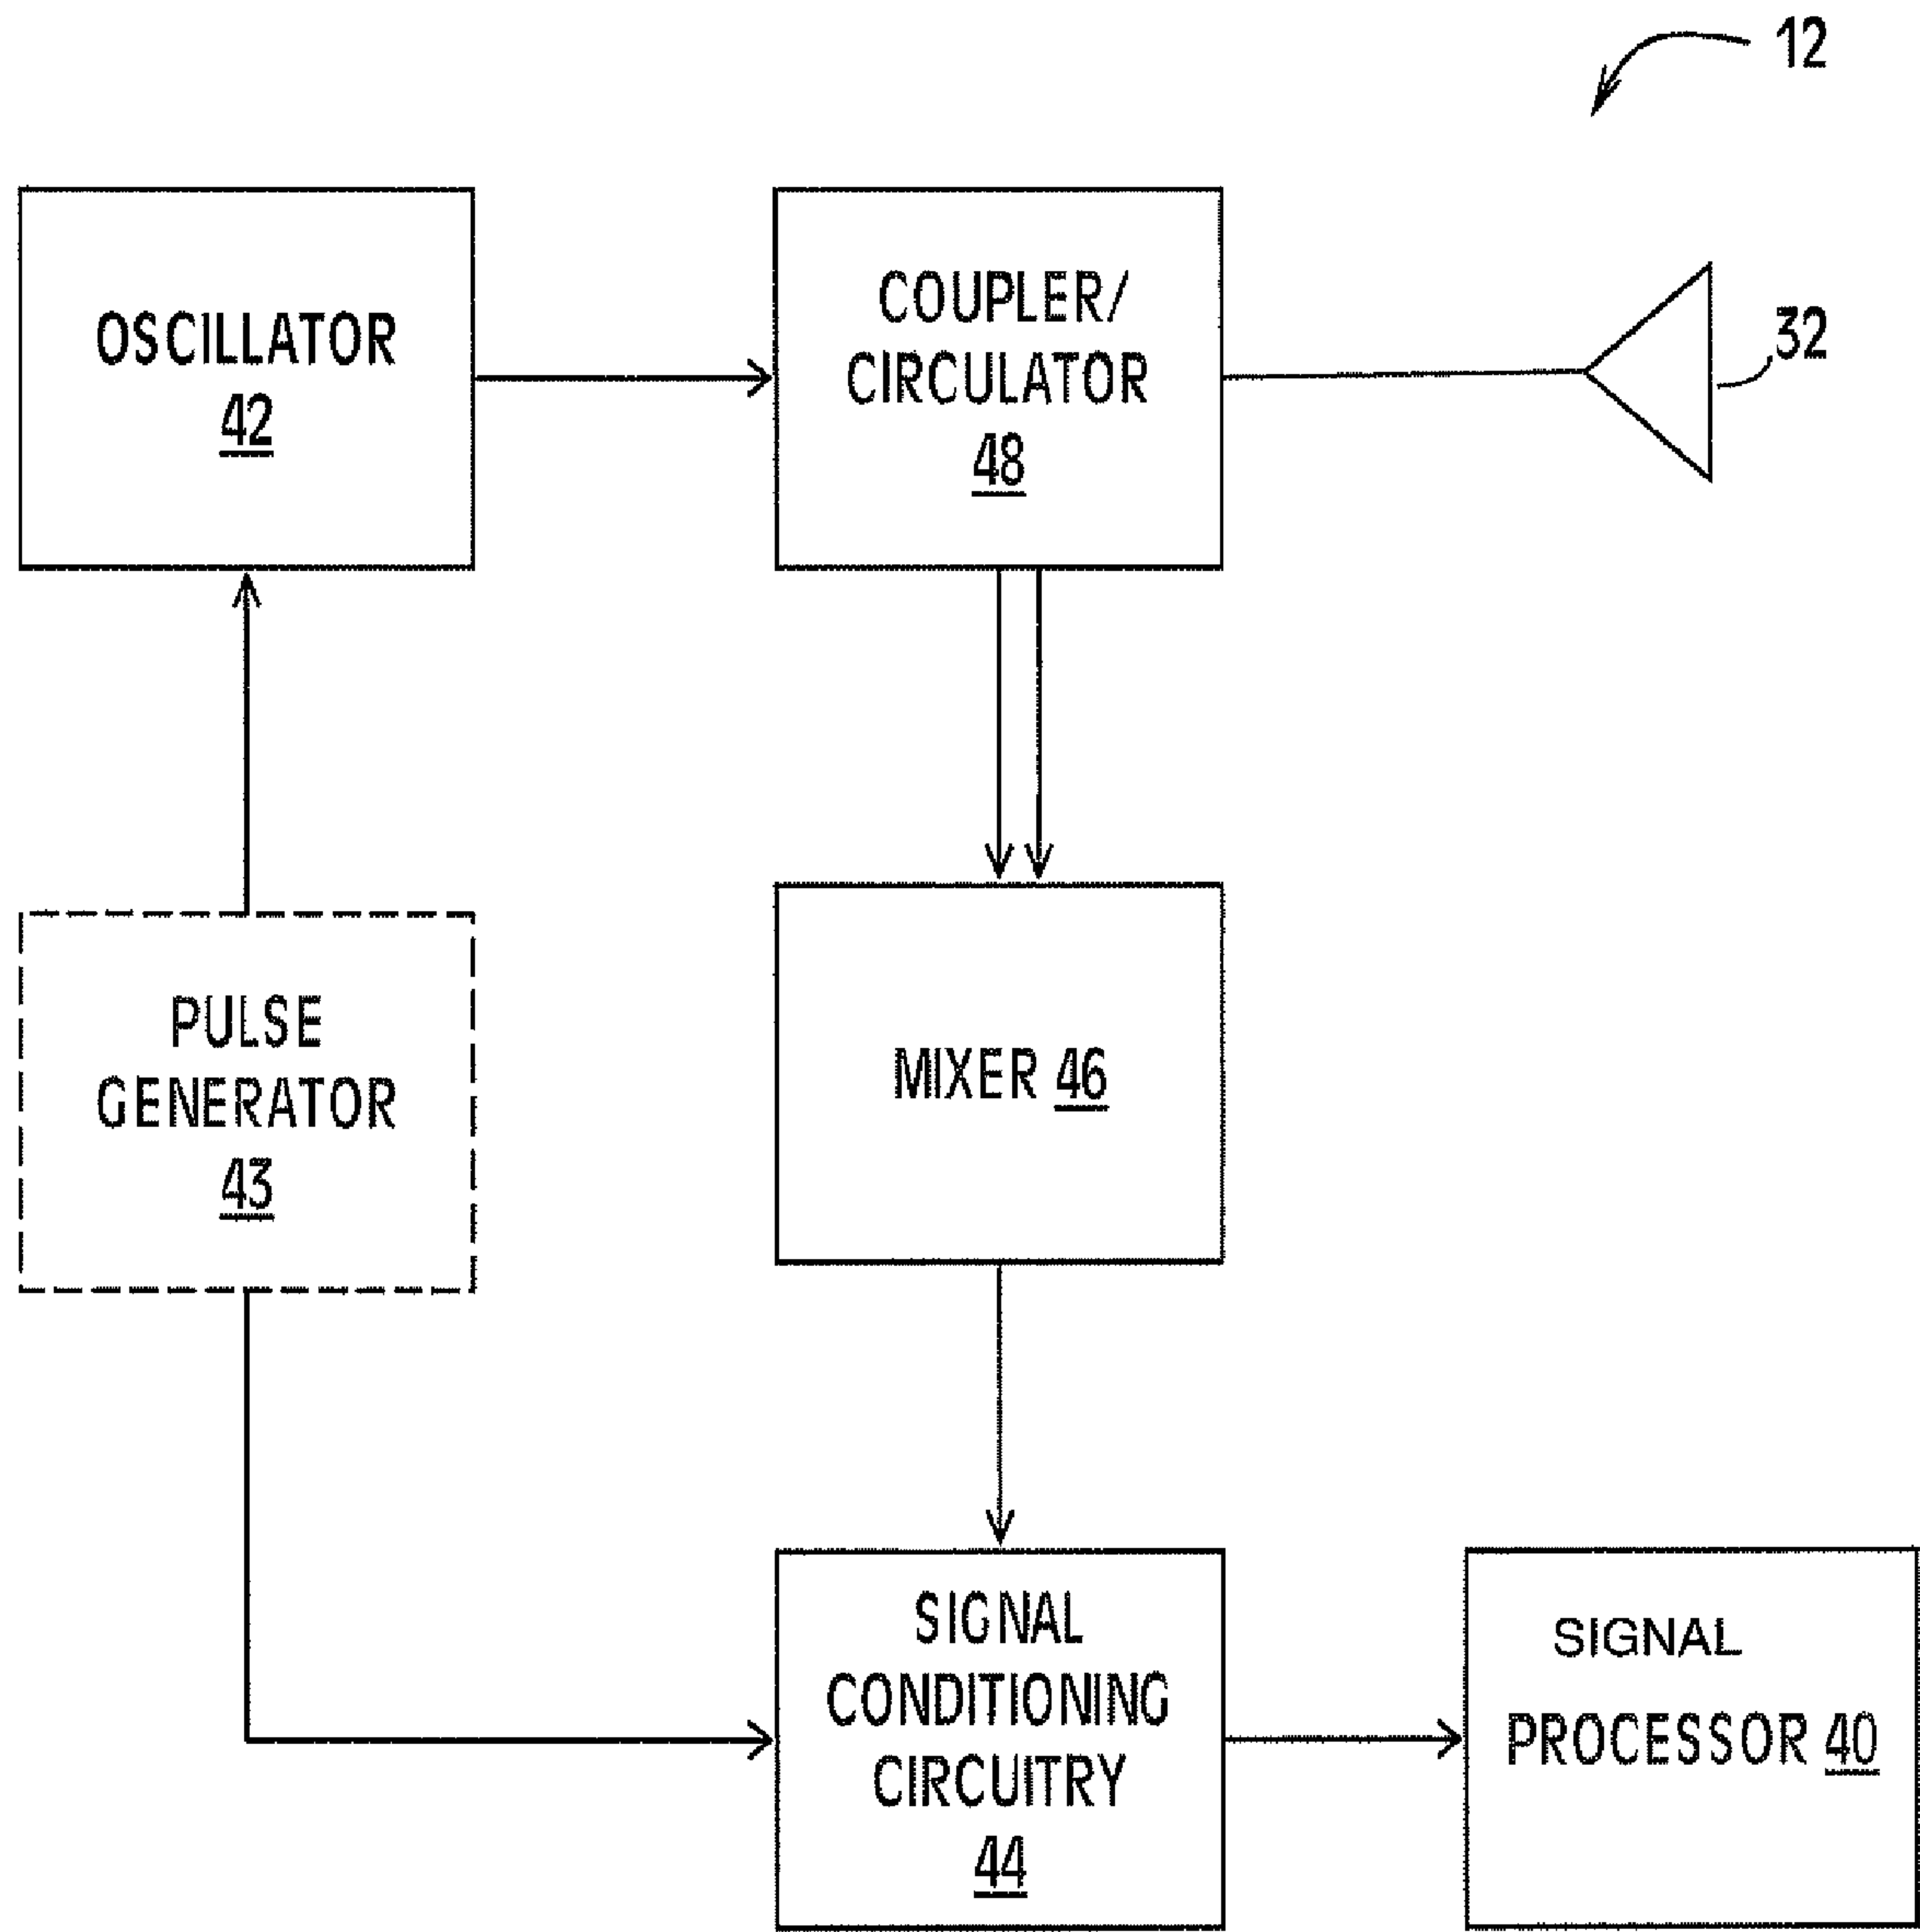 12
OSCILLATOR
42
COUPLER/
CIRCULATOR
48
32
PULSE
GENERATOR
43
MIXER 46
SIGNAL
CONDITIONING
CIRCUITRY
44
SIGNAL
PROCESSOR 40